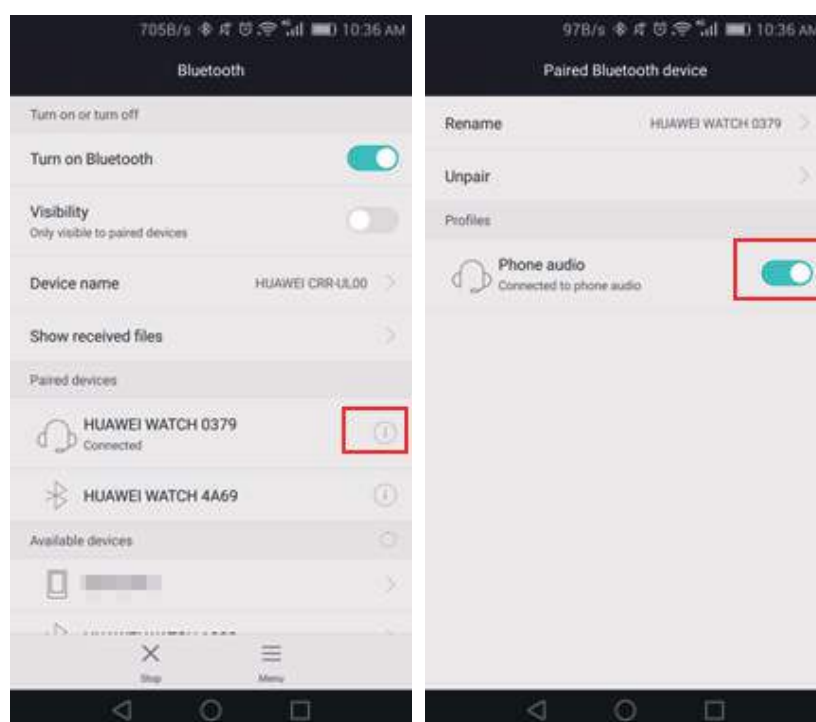 705B/s 10:36 AM
Bluetooth
Turn on or turn off
Turn on Bluetooth
Visibility
Only visible to paired devices
Device name HUAWEI CRR-UL00
Show received files
Paired devices
HUAWEI WATCH 0379
Connected
HUAWEI WATCH 4A69
Available devices
Stop Menu
97B/s 10:36 AM
Paired Bluetooth device
Rename HUAWEI WATCH 0379
Unpair
Profiles
Phone audio
Connected to phone audio